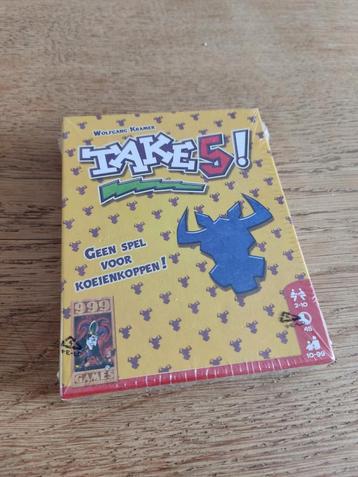 Wolfgang Kramer
TAKE 5!
Geen spel
voor
koeienkoppen!
999
GAMES
2-10
45
10-99